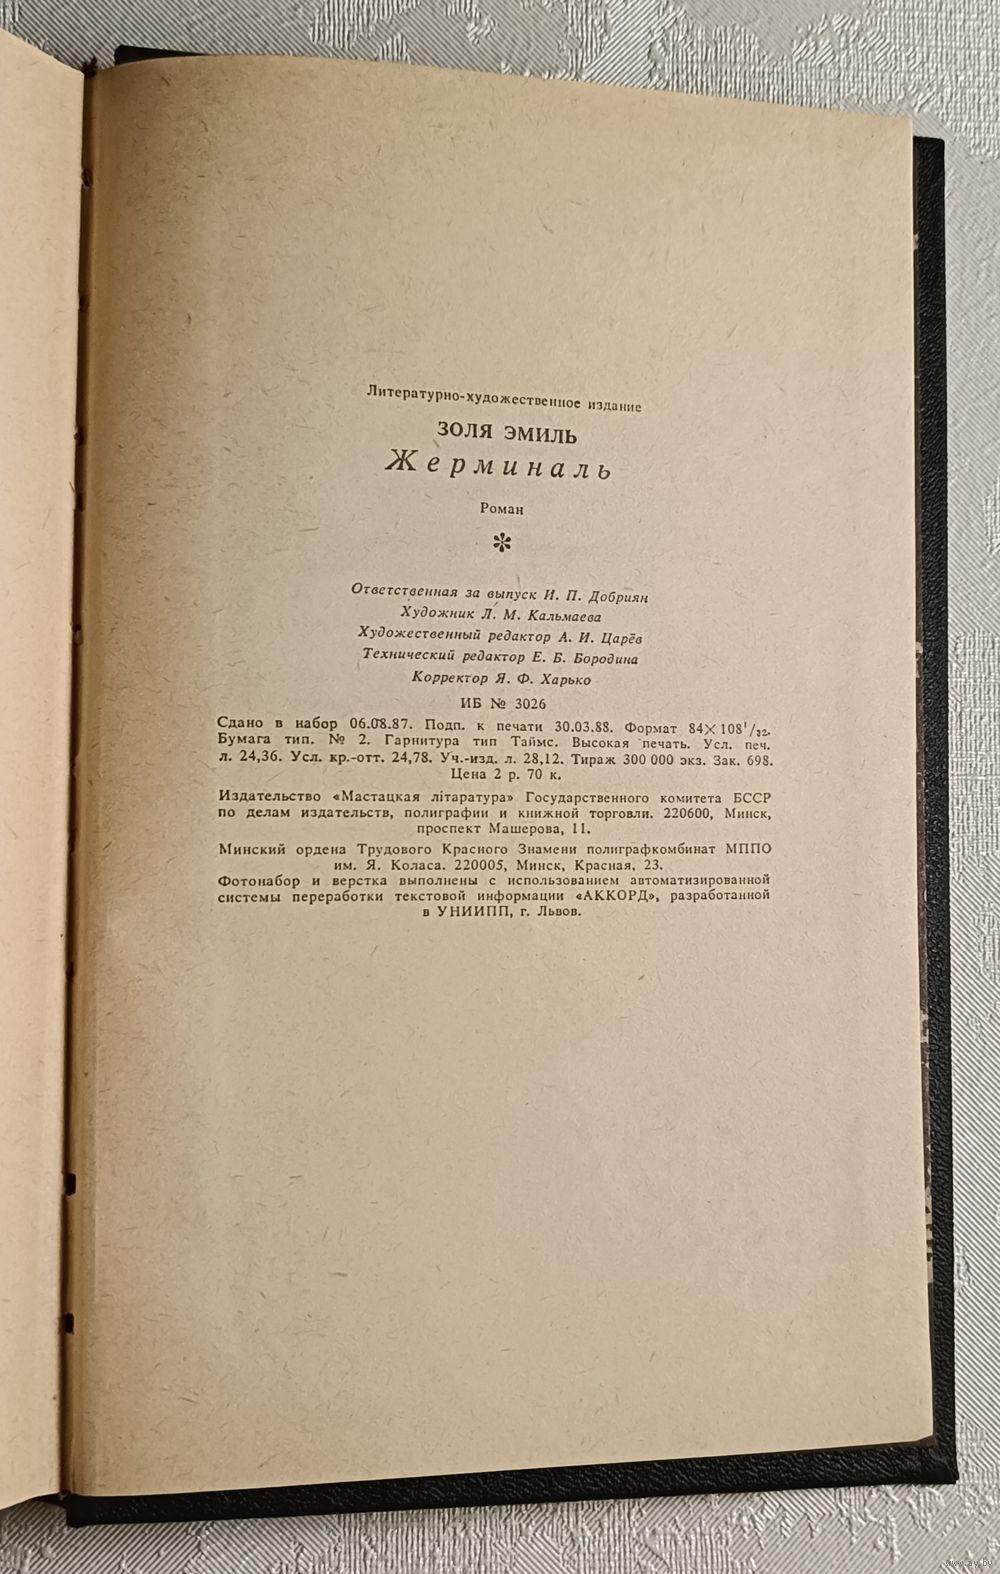 Литературно-художественное издание
ЗОЛЯ ЭМИЛЬ
Жерминаль
Роман
Ответственная за выпуск И. П. Добриян
Художник Л. М. Кальмаева
Художественный редактор А. И. Царёв
Технический редактор Е. Б. Бородина
Корректор Я. Ф. Харько
ИБ № 3026
Сдано в набор 06.08.87. Подп. к печати 30.03.88. Формат 84×108¹/₃₂.
Бумага тип. № 2. Гарнитура тип Таймс. Высокая печать. Усл. печ.
л. 24,36. Усл. кр.-отт. 24,78. Уч.-изд. л. 28,12. Тираж 300 000 экз. Зак. 698.
Цена 2 р. 70 к.
Издательство «Мастацкая літаратура» Государственного комитета БССР
по делам издательств, полиграфии и книжной торговли. 220600, Минск,
проспект Машерова, 11.
Минский ордена Трудового Красного Знамени полиграфкомбинат МППО
им. Я. Коласа. 220005, Минск, Красная, 23.
Фотонабор и верстка выполнены с использованием автоматизированной
системы переработки текстовой информации «АККОРД», разработанной
в УНИИПП, г. Львов.
www.ay.by